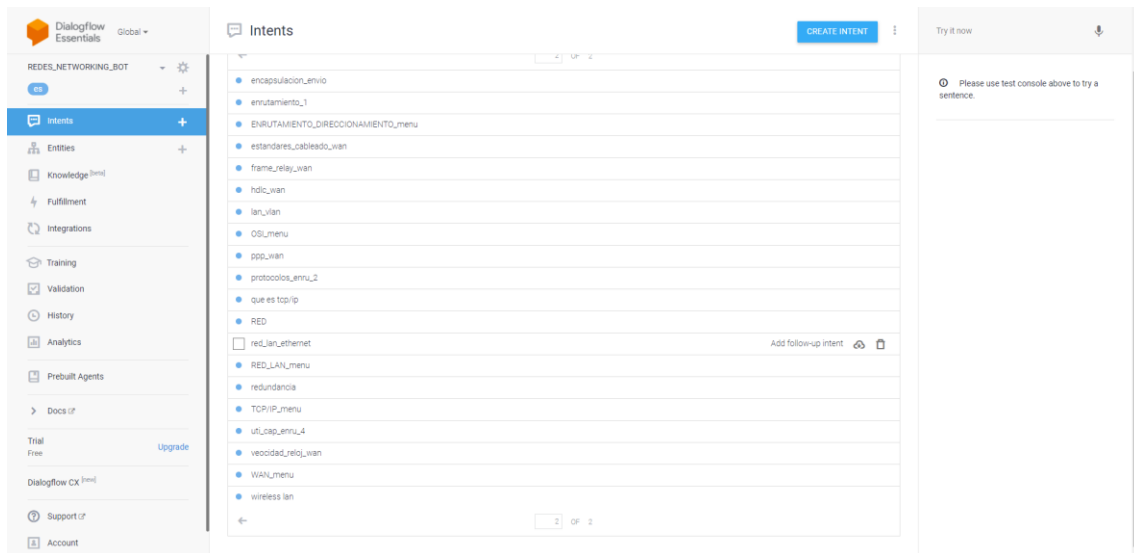 Dialogflow
Essentials
Global
REDES_NETWORKING_BOT
es
Intents
Entities
Knowledge [beta]
Fulfillment
Integrations
Training
Validation
History
Analytics
Prebuilt Agents
Docs
Trial
Free
Upgrade
Dialogflow CX [new]
Support
Account
Intents
CREATE INTENT
2 OF 2
encapsulacion_envio
enrutamiento_1
ENRUTAMIENTO_DIRECCIONAMIENTO_menu
estandares_cableado_wan
frame_relay_wan
hdlc_wan
lan_vlan
OSI_menu
ppp_wan
protocolos_enru_2
que es tcp/ip
RED
red_lan_ethernet Add follow-up intent
RED_LAN_menu
redundancia
TCP/IP_menu
uti_cap_enru_4
veocidad_reloj_wan
WAN_menu
wireless lan
2 OF 2
Try it now
Please use test console above to try a
sentence.